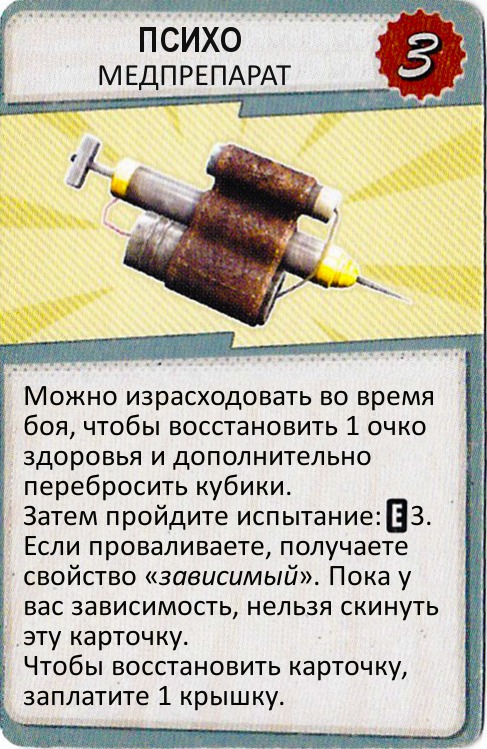 ПСИХО
МЕДПРЕПАРАТ
3
Можно израсходовать во время
боя, чтобы восстановить 1 очко
здоровья и дополнительно
перебросить кубики.
Затем пройдите испытание: E 3.
Если проваливаете, получаете
свойство «зависимый». Пока у
вас зависимость, нельзя скинуть
эту карточку.
Чтобы восстановить карточку,
заплатите 1 крышку.